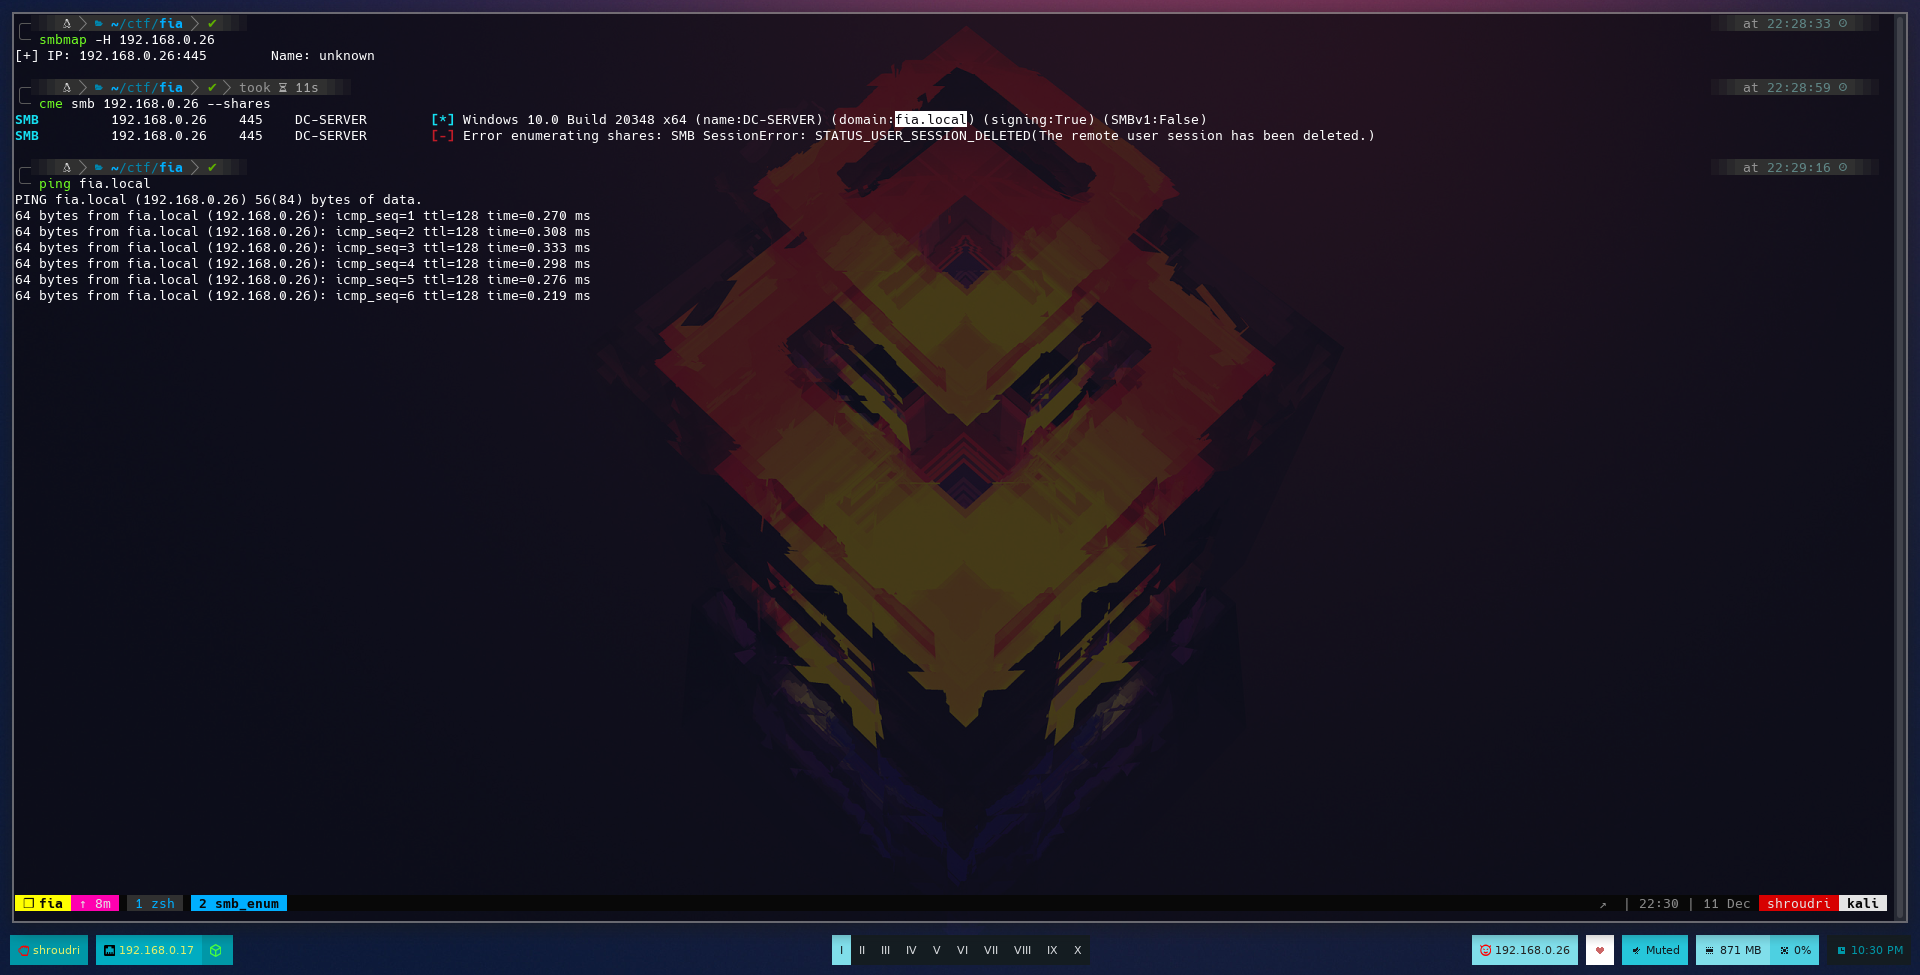 ~/ctf/fia ✔ at 22:28:33
smbmap -H 192.168.0.26
[+] IP: 192.168.0.26:445 Name: unknown
~/ctf/fia ✔ took 11s at 22:28:59
cme smb 192.168.0.26 --shares
SMB 192.168.0.26 445 DC-SERVER [*] Windows 10.0 Build 20348 x64 (name:DC-SERVER) (domain:fia.local) (signing:True) (SMBv1:False)
SMB 192.168.0.26 445 DC-SERVER [-] Error enumerating shares: SMB SessionError: STATUS_USER_SESSION_DELETED(The remote user session has been deleted.)
~/ctf/fia ✔ at 22:29:16
ping fia.local
PING fia.local (192.168.0.26) 56(84) bytes of data.
64 bytes from fia.local (192.168.0.26): icmp_seq=1 ttl=128 time=0.270 ms
64 bytes from fia.local (192.168.0.26): icmp_seq=2 ttl=128 time=0.308 ms
64 bytes from fia.local (192.168.0.26): icmp_seq=3 ttl=128 time=0.333 ms
64 bytes from fia.local (192.168.0.26): icmp_seq=4 ttl=128 time=0.298 ms
64 bytes from fia.local (192.168.0.26): icmp_seq=5 ttl=128 time=0.276 ms
64 bytes from fia.local (192.168.0.26): icmp_seq=6 ttl=128 time=0.219 ms
❐ fia ↑ 8m 1 zsh 2 smb_enum ↗ | 22:30 | 11 Dec shroudri kali
shroudri 192.168.0.17 I II III IV V VI VII VIII IX X 192.168.0.26 Muted 871 MB 0% 10:30 PM